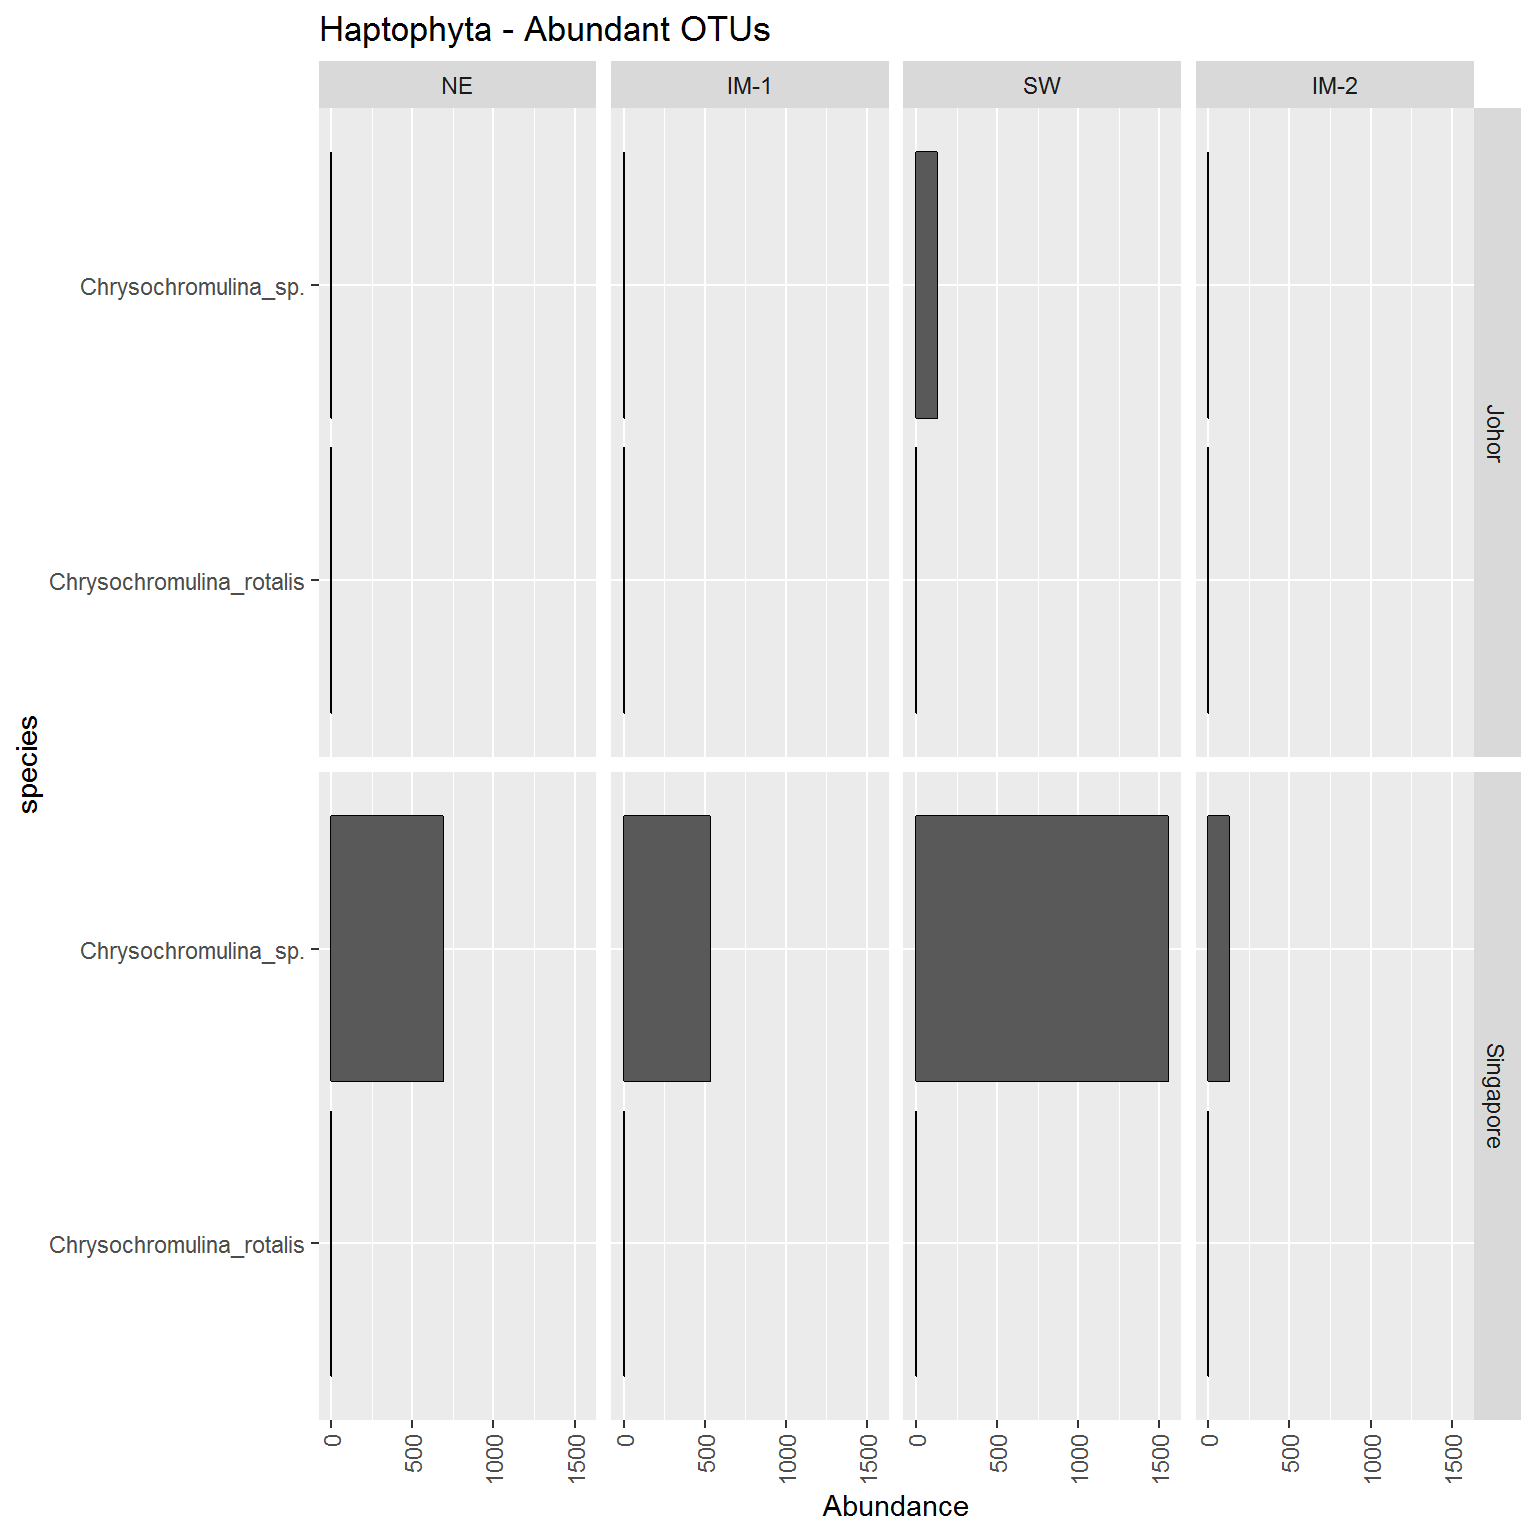 Haptophyta - Abundant OTUs
NE
IM-1
SW
IM-2
Johor
Chrysochromulina_sp.
Chrysochromulina_rotalis
species
Singapore
Chrysochromulina_sp.
Chrysochromulina_rotalis
0 500 1000 1500
0 500 1000 1500
0 500 1000 1500
0 500 1000 1500
Abundance